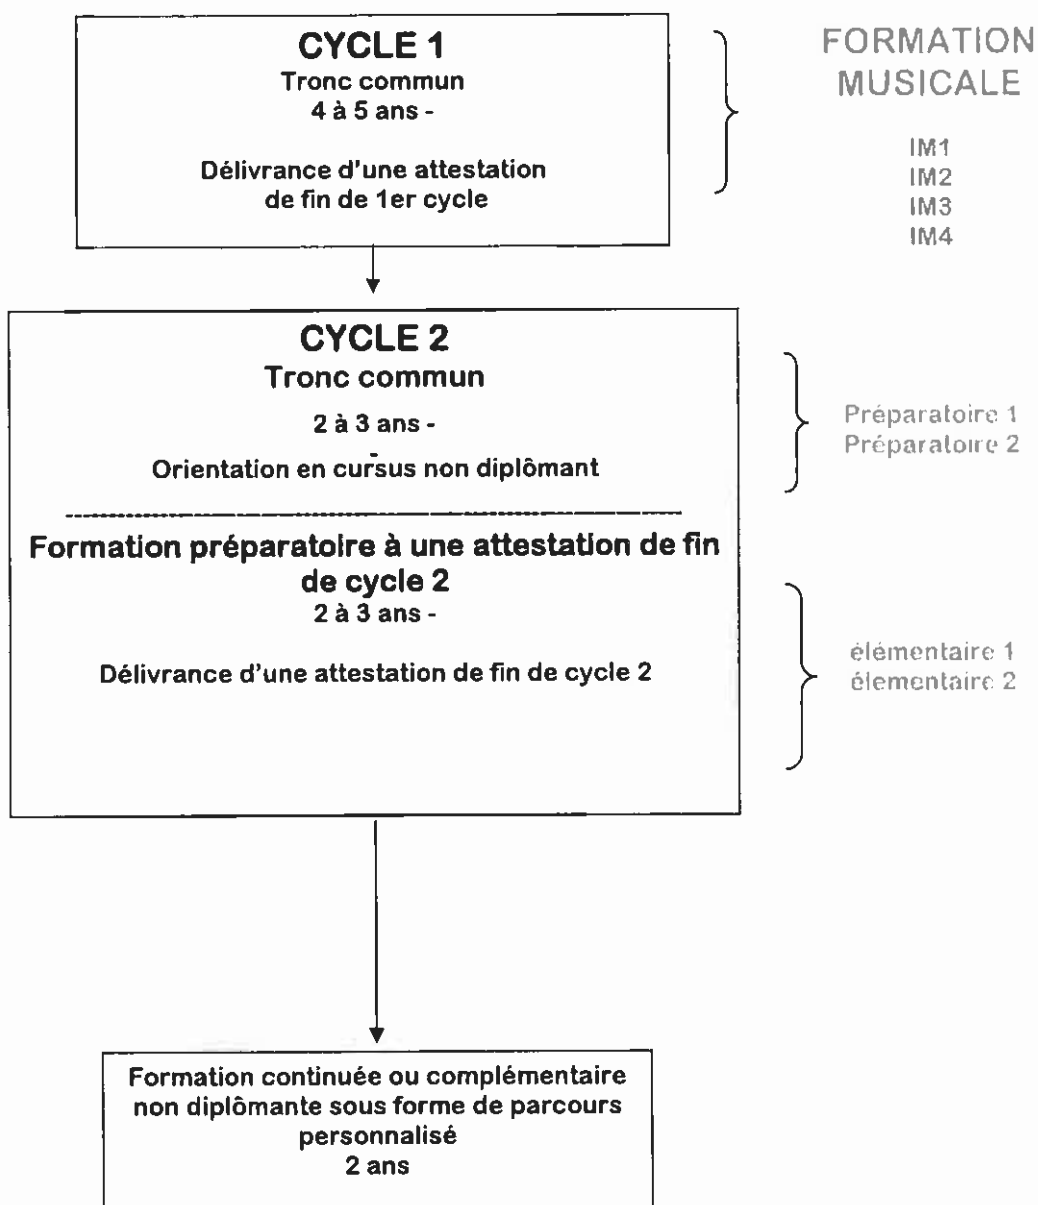 CYCLE 1
Tronc commun
4 à 5 ans -
Délivrance d'une attestation
de fin de 1er cycle
FORMATION
MUSICALE
IM1
IM2
IM3
IM4
CYCLE 2
Tronc commun
2 à 3 ans -
Orientation en cursus non diplômant
Préparatoire 1
Préparatoire 2
Formation préparatoire à une attestation de fin
de cycle 2
2 à 3 ans -
Délivrance d'une attestation de fin de cycle 2
élémentaire 1
élementaire 2
Formation continuée ou complémentaire
non diplômante sous forme de parcours
personnalisé
2 ans